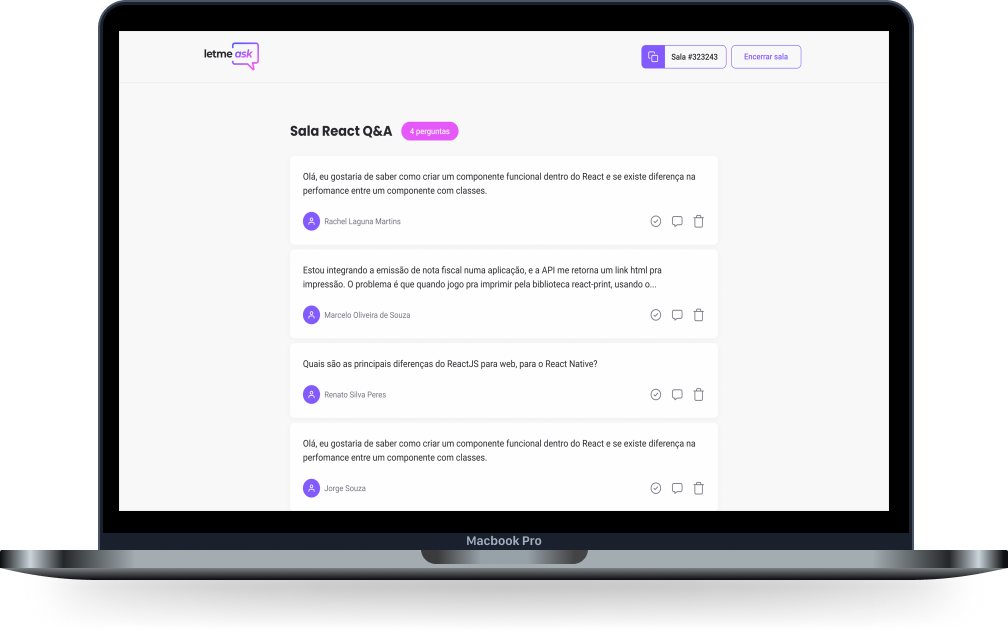 letme ask
Sala #323243
Encerrar sala
Sala React Q&A
4 perguntas
Olá, eu gostaria de saber como criar um componente funcional dentro do React e se existe diferença na
perfomance entre um componente com classes.
Rachel Laguna Martins
Estou integrando a emissão de nota fiscal numa aplicação, e a API me retorna um link html pra
impressão. O problema é que quando jogo pra imprimir pela biblioteca react-print, usando o...
Marcelo Oliveira de Souza
Quais são as principais diferenças do ReactJS para web, para o React Native?
Renato Silva Peres
Olá, eu gostaria de saber como criar um componente funcional dentro do React e se existe diferença na
perfomance entre um componente com classes.
Jorge Souza
Macbook Pro